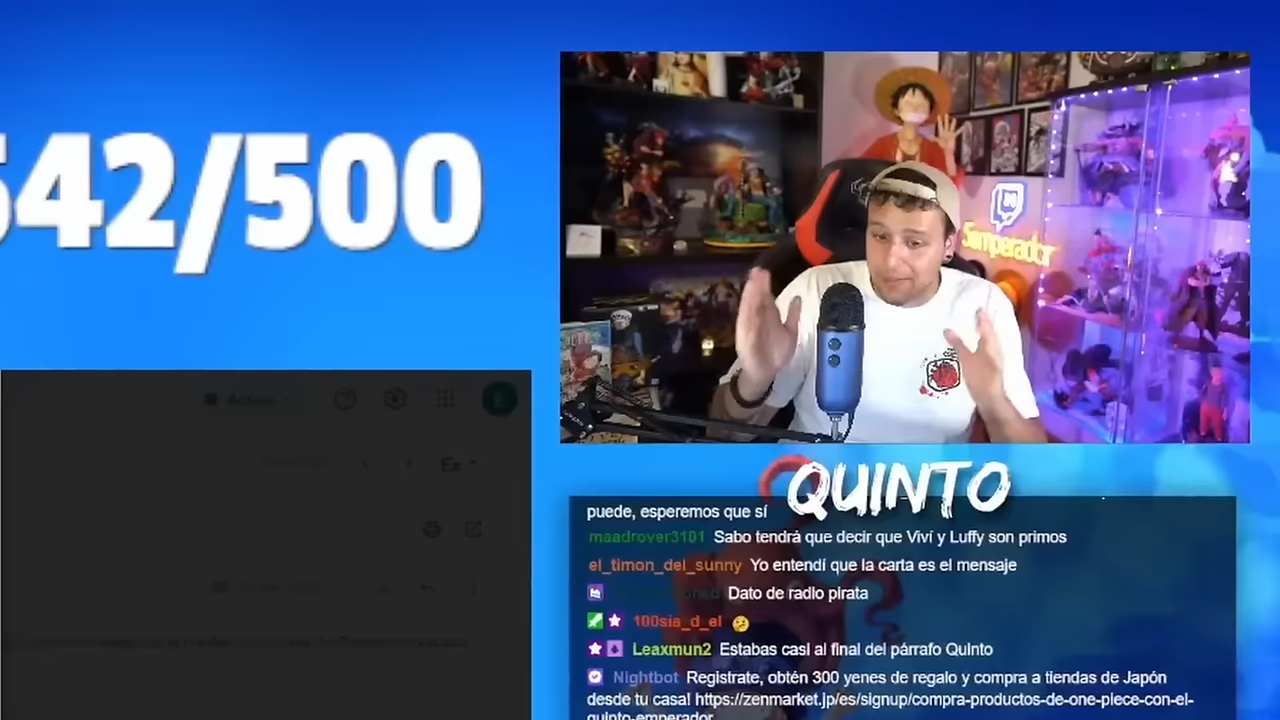 542/500
5emperador
QUINTO
puede, esperemos que sí
maadrover3101 Sabo tendrá que decir que Viví y Luffy son primos
el_timon_del_sunny Yo entendí que la carta es el mensaje
Dato de radio pirata
100sia_d_el
Leaxmun2 Estabas casi al final del párrafo Quinto
Nightbot Registrate, obtén 300 yenes de regalo y compra a tiendas de Japón
desde tu casa! https://zenmarket.jp/es/signup/compra-productos-de-one-piece-con-el-
quinto-emperador